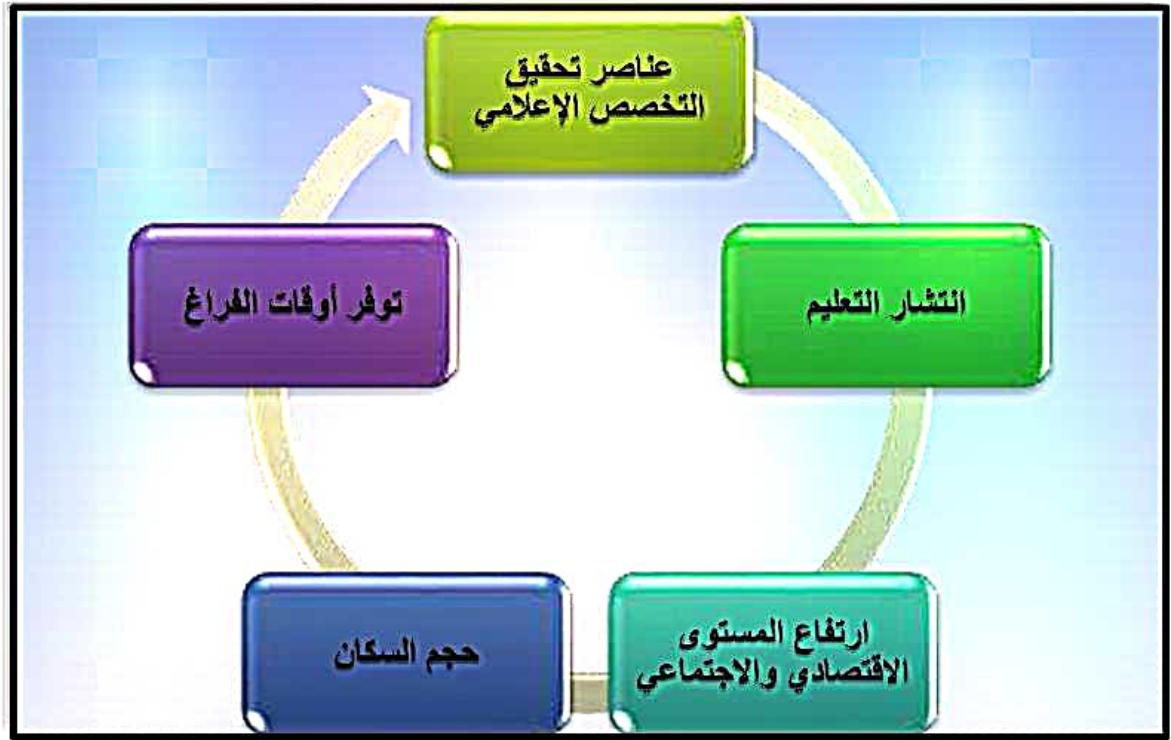 عناصر تحقيق
التخصص الإعلامي
انتشار التعليم
ارتفاع المستوى
الاقتصادي والاجتماعي
حجم السكان
توفر أوقات الفراغ